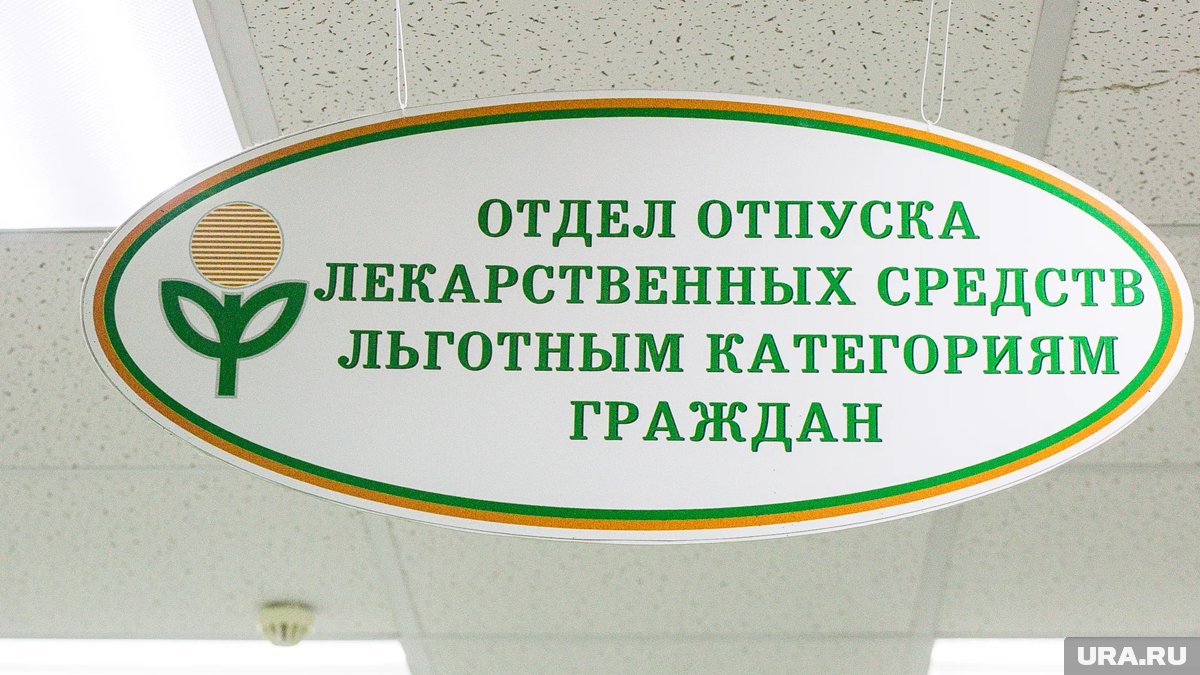 ОТДЕЛ ОТПУСКА
ЛЕКАРСТВЕННЫХ СРЕДСТВ
ЛЬГОТНЫМ КАТЕГОРИЯМ
ГРАЖДАН
URA.RU